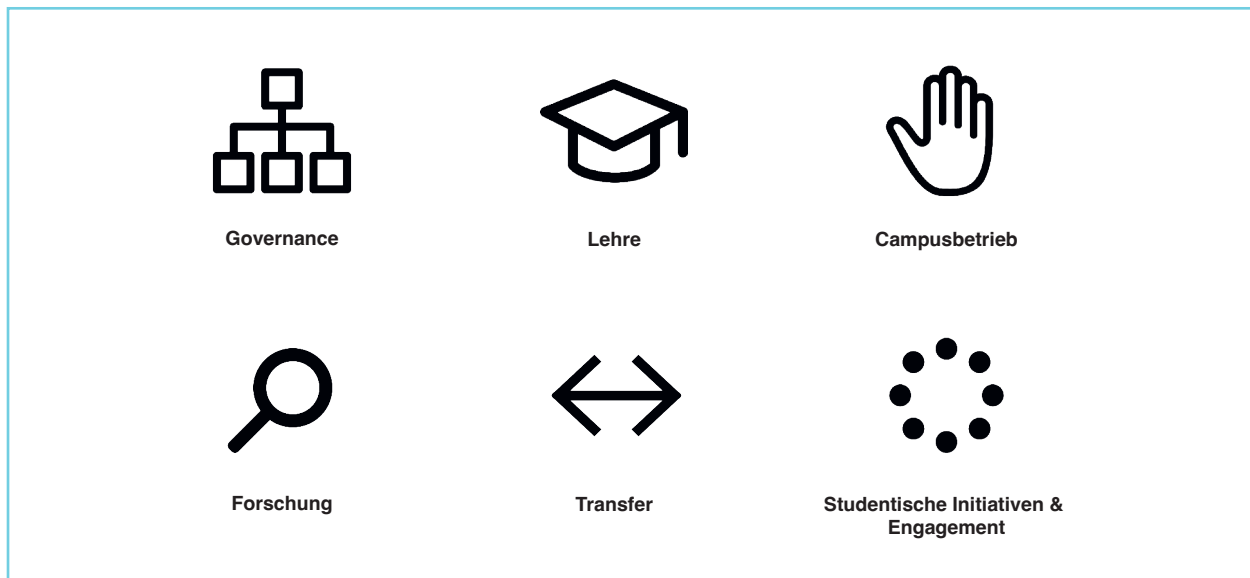 Governance
Lehre
Campusbetrieb
Forschung
Transfer
Studentische Initiativen &
Engagement